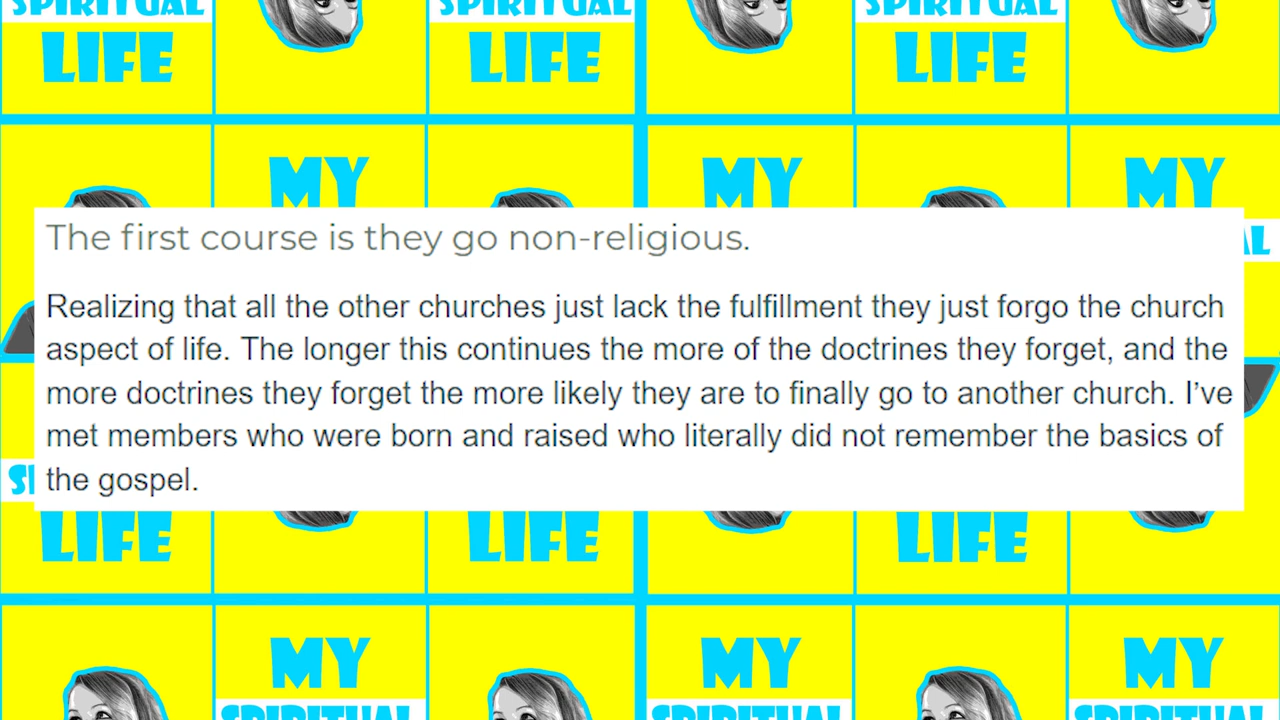 SPIRITUAL SPIRITUAL SPIRITUAL
LIFE LIFE LIFE
MY MY MY
The first course is they go non-religious.
Realizing that all the other churches just lack the fulfillment they just forgo the church
aspect of life. The longer this continues the more of the doctrines they forget, and the
more doctrines they forget the more likely they are to finally go to another church. I’ve
met members who were born and raised who literally did not remember the basics of
the gospel.
LIFE LIFE LIFE
MY MY MY
SPIRITUAL SPIRITUAL SPIRITUAL